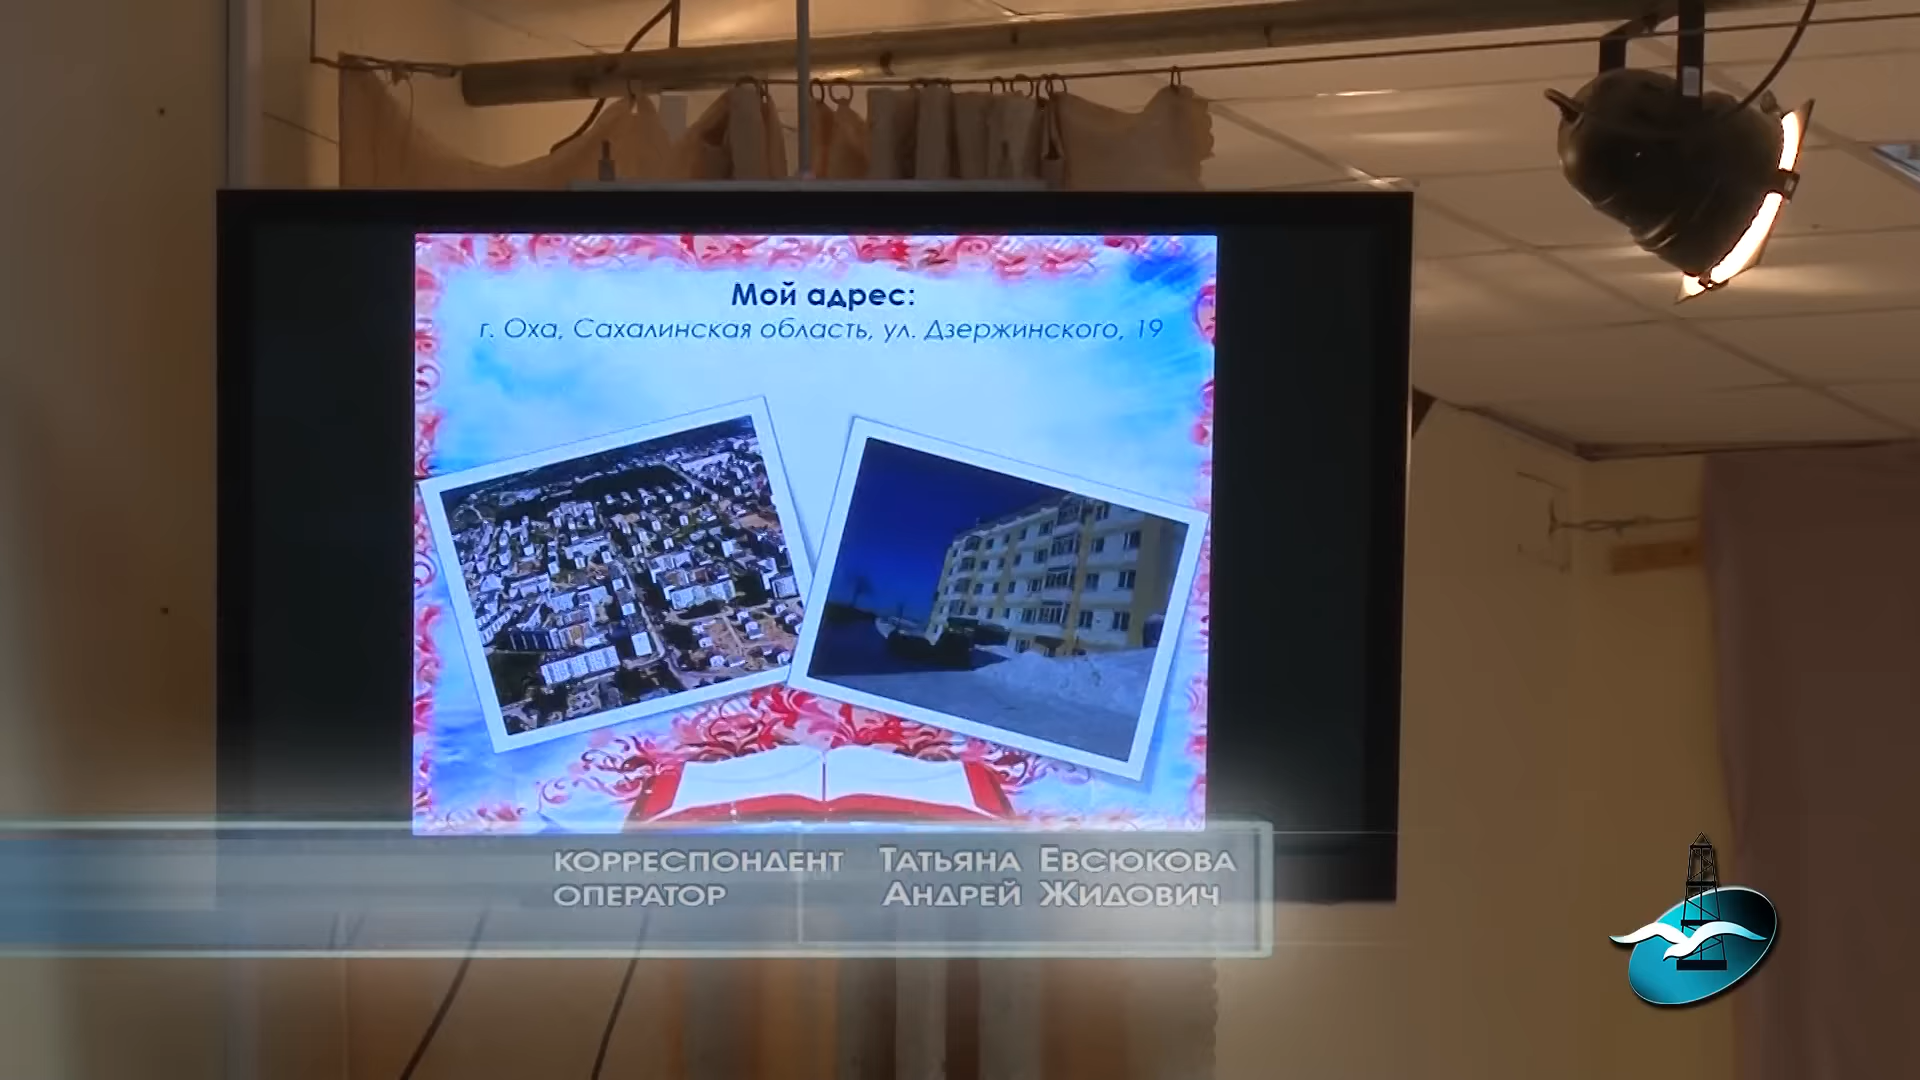 Мой адрес:
г. Оха, Сахалинская область, ул. Дзержинского, 19
КОРРЕСПОНДЕНТ ТАТЬЯНА ЕВСЮКОВА
ОПЕРАТОР АНДРЕЙ ЖИДОВИЧ